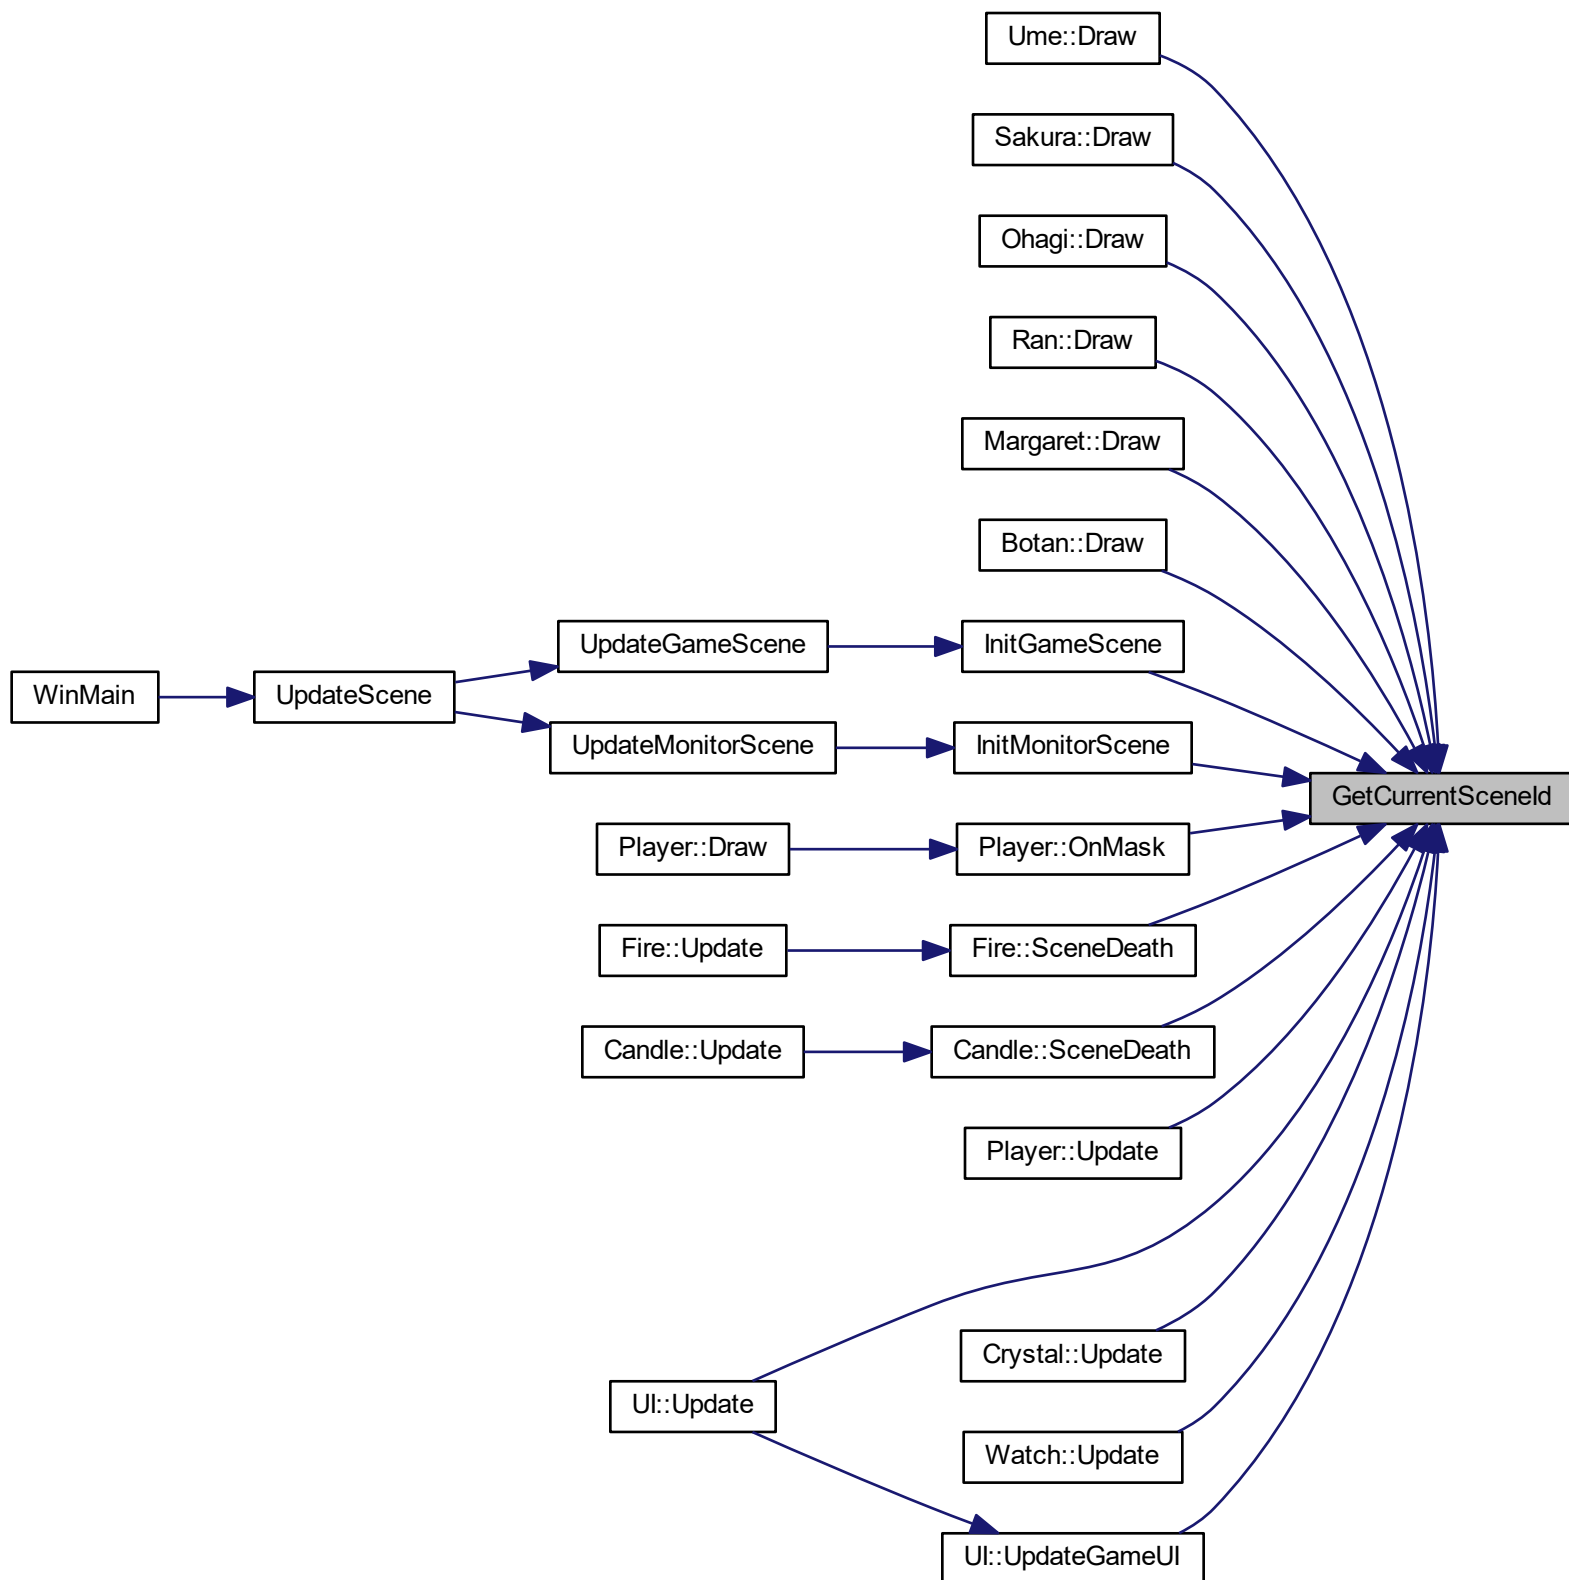 Ume::Draw
Sakura::Draw
Ohagi::Draw
Ran::Draw
Margaret::Draw
Botan::Draw
UpdateGameScene
InitGameScene
WinMain
UpdateScene
UpdateMonitorScene
InitMonitorScene
GetCurrentSceneId
Player::Draw
Player::OnMask
Fire::Update
Fire::SceneDeath
Candle::Update
Candle::SceneDeath
Player::Update
Crystal::Update
UI::Update
Watch::Update
UI::UpdateGameUI